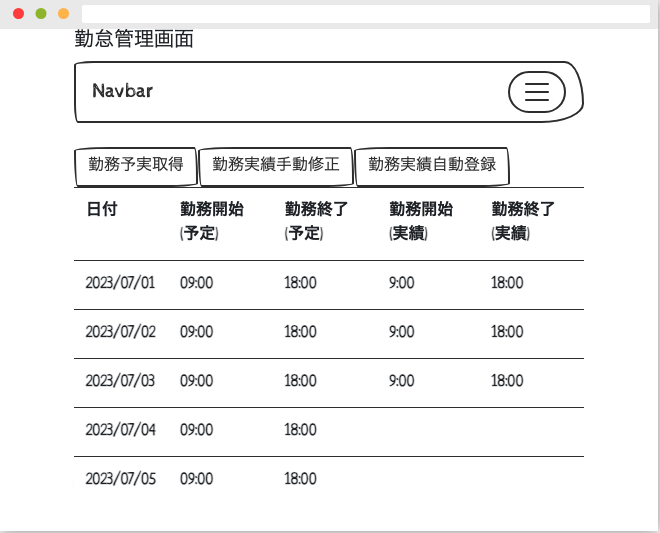 勤怠管理画面
Navbar
勤務予実取得 勤務実績手動修正 勤務実績自動登録
日付 勤務開始 勤務終了 勤務開始 勤務終了
(予定) (予定) (実績) (実績)
2023/07/01 09:00 18:00 9:00 18:00
2023/07/02 09:00 18:00 9:00 18:00
2023/07/03 09:00 18:00 9:00 18:00
2023/07/04 09:00 18:00
2023/07/05 09:00 18:00